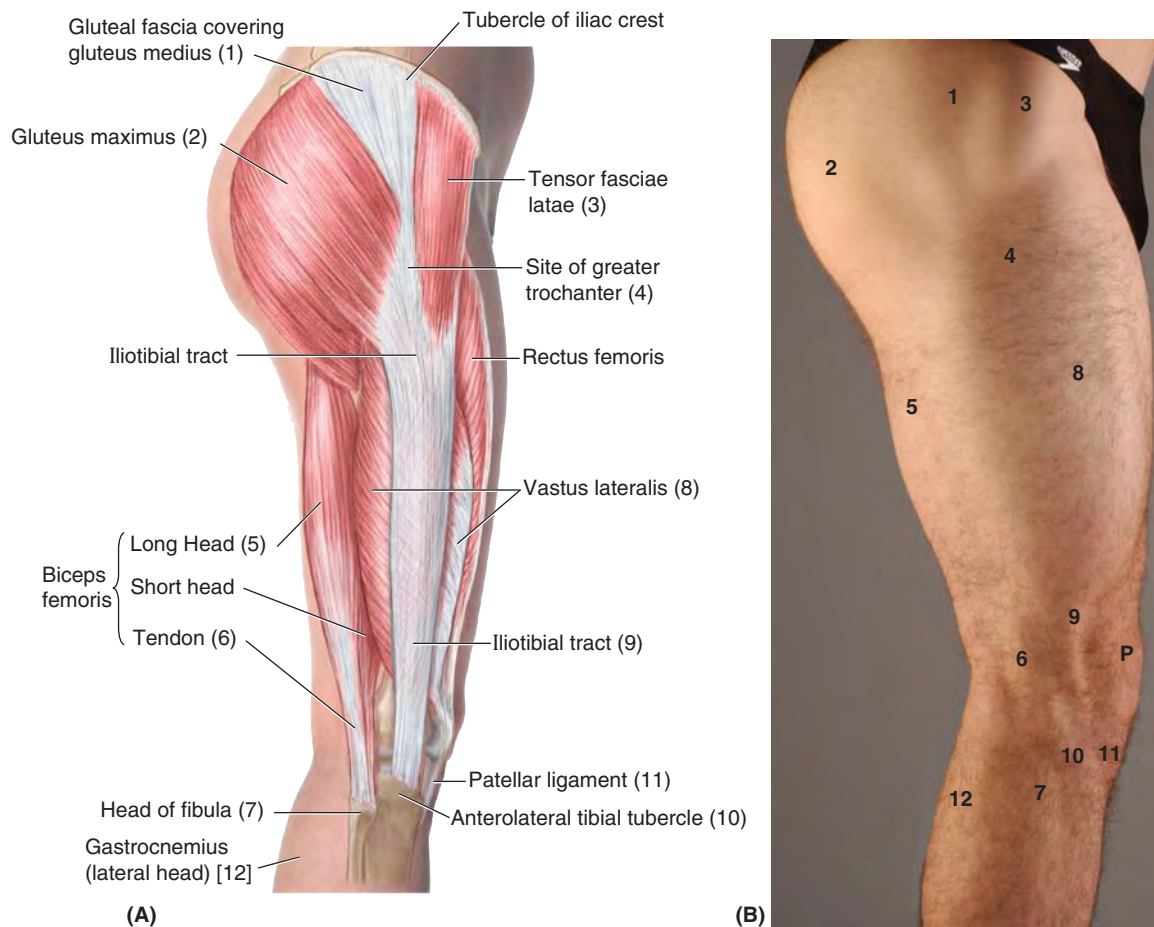 Gluteal fascia covering
gluteus medius (1)
Tubercle of iliac crest
Gluteus maximus (2)
Tensor fasciae
latae (3)
Site of greater
trochanter (4)
Iliotibial tract
Rectus femoris
Vastus lateralis (8)
Biceps
femoris
Long Head (5)
Short head
Tendon (6)
Iliotibial tract (9)
Patellar ligament (11)
Head of fibula (7)
Anterolateral tibial tubercle (10)
Gastrocnemius
(lateral head) [12]
(A)
1
3
2
4
8
5
9
6
P
10
11
7
12
(B)